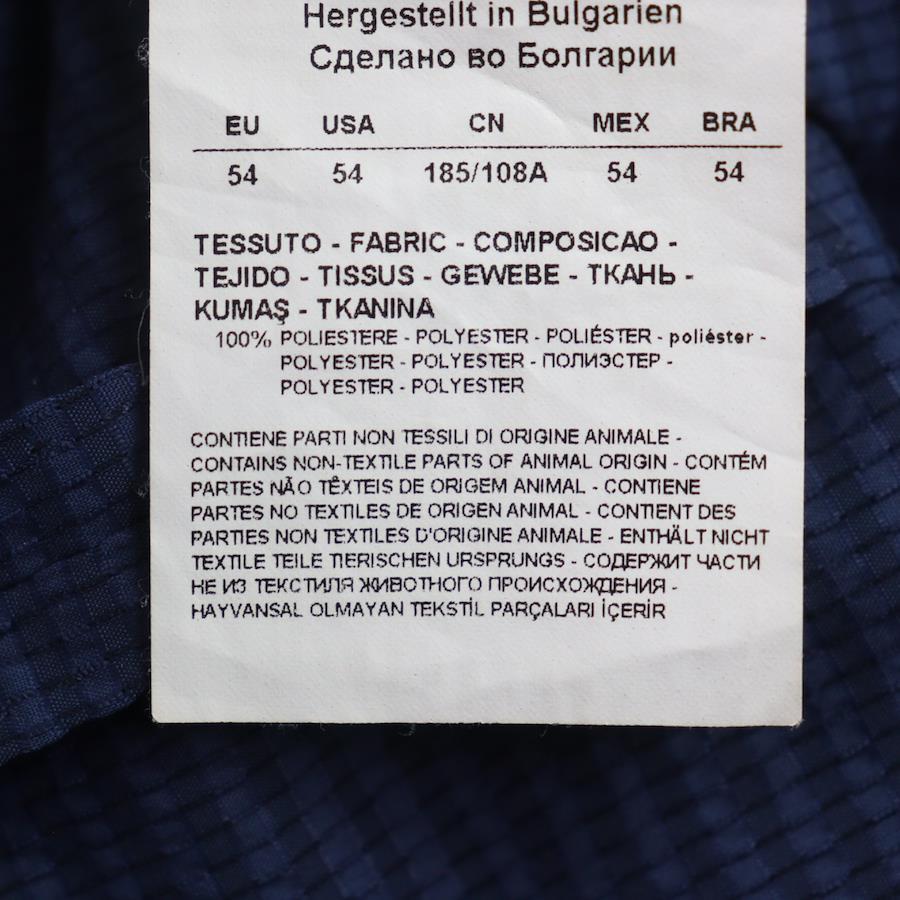 Hergestellt in Bulgarien
Сделано во Болгарии
EU USA CN MEX BRA
54 54 185/108A 54 54
TESSUTO - FABRIC - COMPOSICAO -
TEJIDO - TISSUS - GEWEBE - ТКАНЬ -
KUMAŞ - TKANINA
100% POLIESTERE - POLYESTER - POLIÉSTER - poliéster -
POLYESTER - POLYESTER - ПОЛИЭСТЕР -
POLYESTER - POLYESTER
CONTIENE PARTI NON TESSILI DI ORIGINE ANIMALE -
CONTAINS NON-TEXTILE PARTS OF ANIMAL ORIGIN - CONTÉM
PARTES NÃO TÊXTEIS DE ORIGEM ANIMAL - CONTIENE
PARTES NO TEXTILES DE ORIGEN ANIMAL - CONTIENT DES
PARTIES NON TEXTILES D'ORIGINE ANIMALE - ENTHÄLT NICHT
TEXTILE TEILE TIERISCHEN URSPRUNGS - СОДЕРЖИТ ЧАСТИ
НЕ ИЗ ТЕКСТИЛЯ ЖИВОТНОГО ПРОИСХОЖДЕНИЯ -
HAYVANSAL OLMAYAN TEKSTİL PARÇALARI İÇERİR